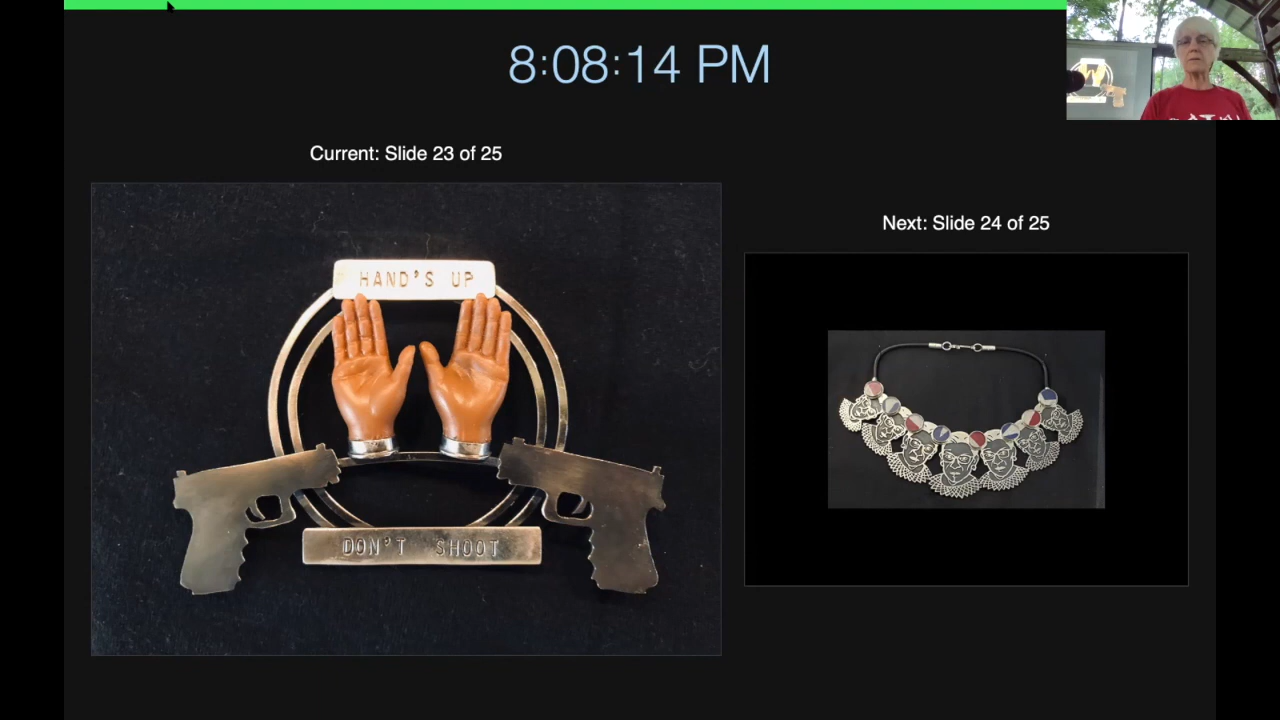 8:08:14 PM
Current: Slide 23 of 25
Next: Slide 24 of 25
HAND'S UP
DON'T SHOOT